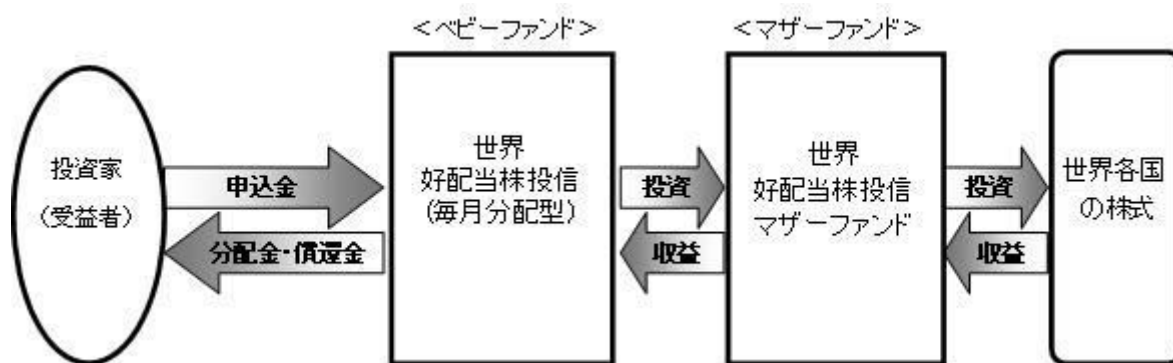 ＜ベビーファンド＞
＜マザーファンド＞
投資家
（受益者）
申込金
分配金・償還金
世界
好配当株投信
（毎月分配型）
投資
収益
世界
好配当株投信
マザーファンド
投資
収益
世界各国
の株式